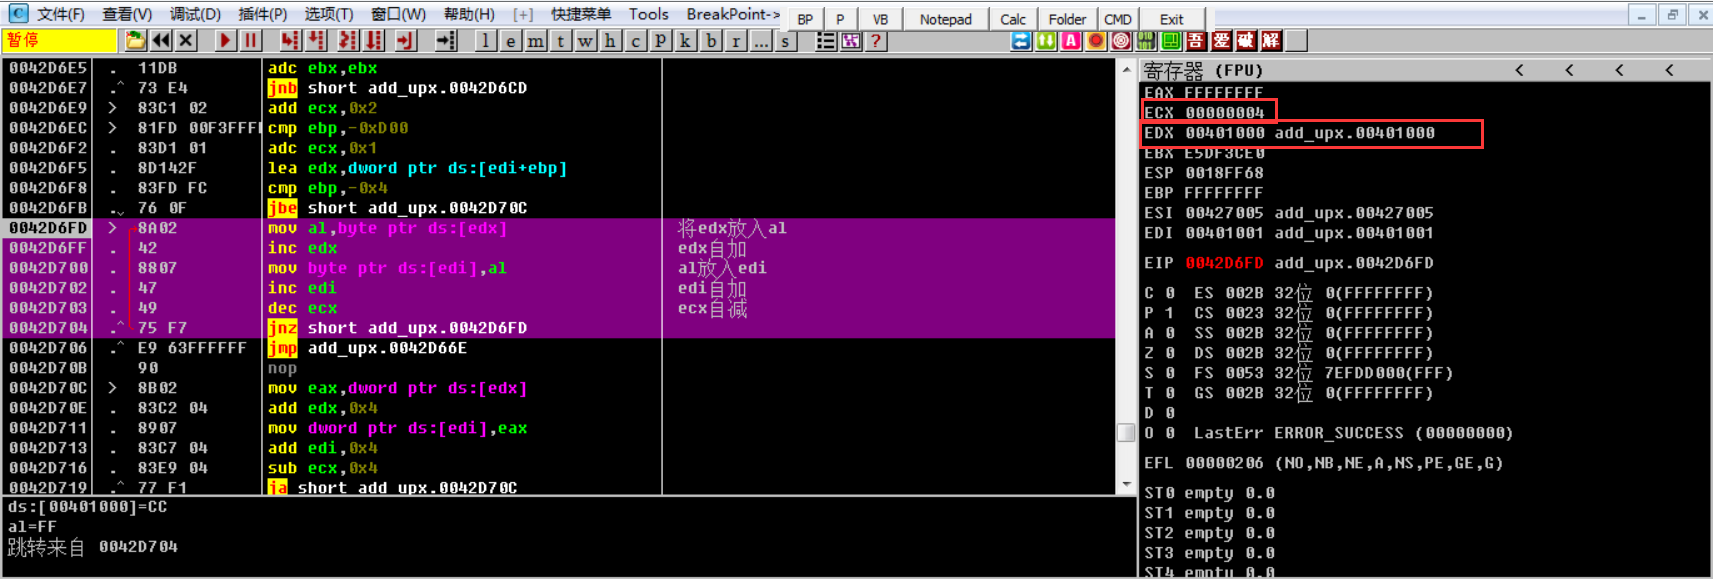 文件(F) 查看(V) 调试(D) 插件(P) 选项(T) 窗口(W) 帮助(H) [+] 快捷菜单 Tools BreakPoint-> BP P VB Notepad Calc Folder CMD Exit
暂停 l e m t w h c p k b r ... s ? 吾 爱 破 解
0042D6E5 . 11DB adc ebx,ebx
0042D6E7 .^ 73 E4 jnb short add_upx.0042D6CD
0042D6E9 > 83C1 02 add ecx,0x2
0042D6EC > 81FD 00F3FFF cmp ebp,-0xD00
0042D6F2 . 83D1 01 adc ecx,0x1
0042D6F5 . 8D142F lea edx,dword ptr ds:[edi+ebp]
0042D6F8 . 83FD FC cmp ebp,-0x4
0042D6FB . 76 0F jbe short add_upx.0042D70C
0042D6FD > 8A02 mov al,byte ptr ds:[edx] 将edx放入al
0042D6FF . 42 inc edx edx自加
0042D700 . 8807 mov byte ptr ds:[edi],al al放入edi
0042D702 . 47 inc edi edi自加
0042D703 . 49 dec ecx ecx自减
0042D704 .^ 75 F7 jnz short add_upx.0042D6FD
0042D706 .^ E9 63FFFFFF jmp add_upx.0042D66E
0042D70B 90 nop
0042D70C > 8B02 mov eax,dword ptr ds:[edx]
0042D70E . 83C2 04 add edx,0x4
0042D711 . 8907 mov dword ptr ds:[edi],eax
0042D713 . 83C7 04 add edi,0x4
0042D716 . 83E9 04 sub ecx,0x4
0042D719 .^ 77 F1 ja short add_upx.0042D70C
ds:[00401000]=CC
al=FF
跳转来自 0042D704
寄存器 (FPU) < < < <
EAX FFFFFFFF
ECX 00000004
EDX 00401000 add_upx.00401000
EBX E5DF3CE0
ESP 0018FF68
EBP FFFFFFFF
ESI 00427005 add_upx.00427005
EDI 00401001 add_upx.00401001
EIP 0042D6FD add_upx.0042D6FD
C 0 ES 002B 32位 0(FFFFFFFF)
P 1 CS 0023 32位 0(FFFFFFFF)
A 0 SS 002B 32位 0(FFFFFFFF)
Z 0 DS 002B 32位 0(FFFFFFFF)
S 0 FS 0053 32位 7EFDD000(FFF)
T 0 GS 002B 32位 0(FFFFFFFF)
D 0
O 0 LastErr ERROR_SUCCESS (00000000)
EFL 00000206 (NO,NB,NE,A,NS,PE,GE,G)
ST0 empty 0.0
ST1 empty 0.0
ST2 empty 0.0
ST3 empty 0.0
ST4 empty 0.0